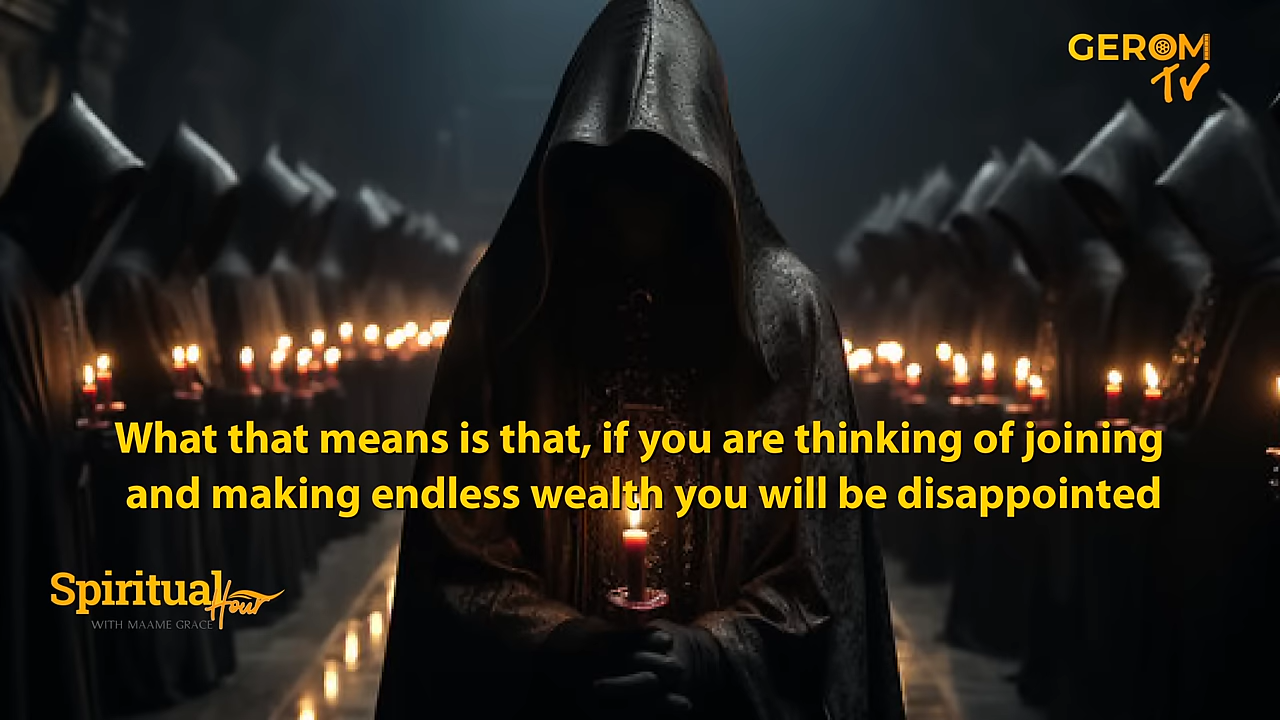 GEROM
TV
What that means is that, if you are thinking of joining
and making endless wealth you will be disappointed
Spiritual
Hour
WITH MAAME GRACE